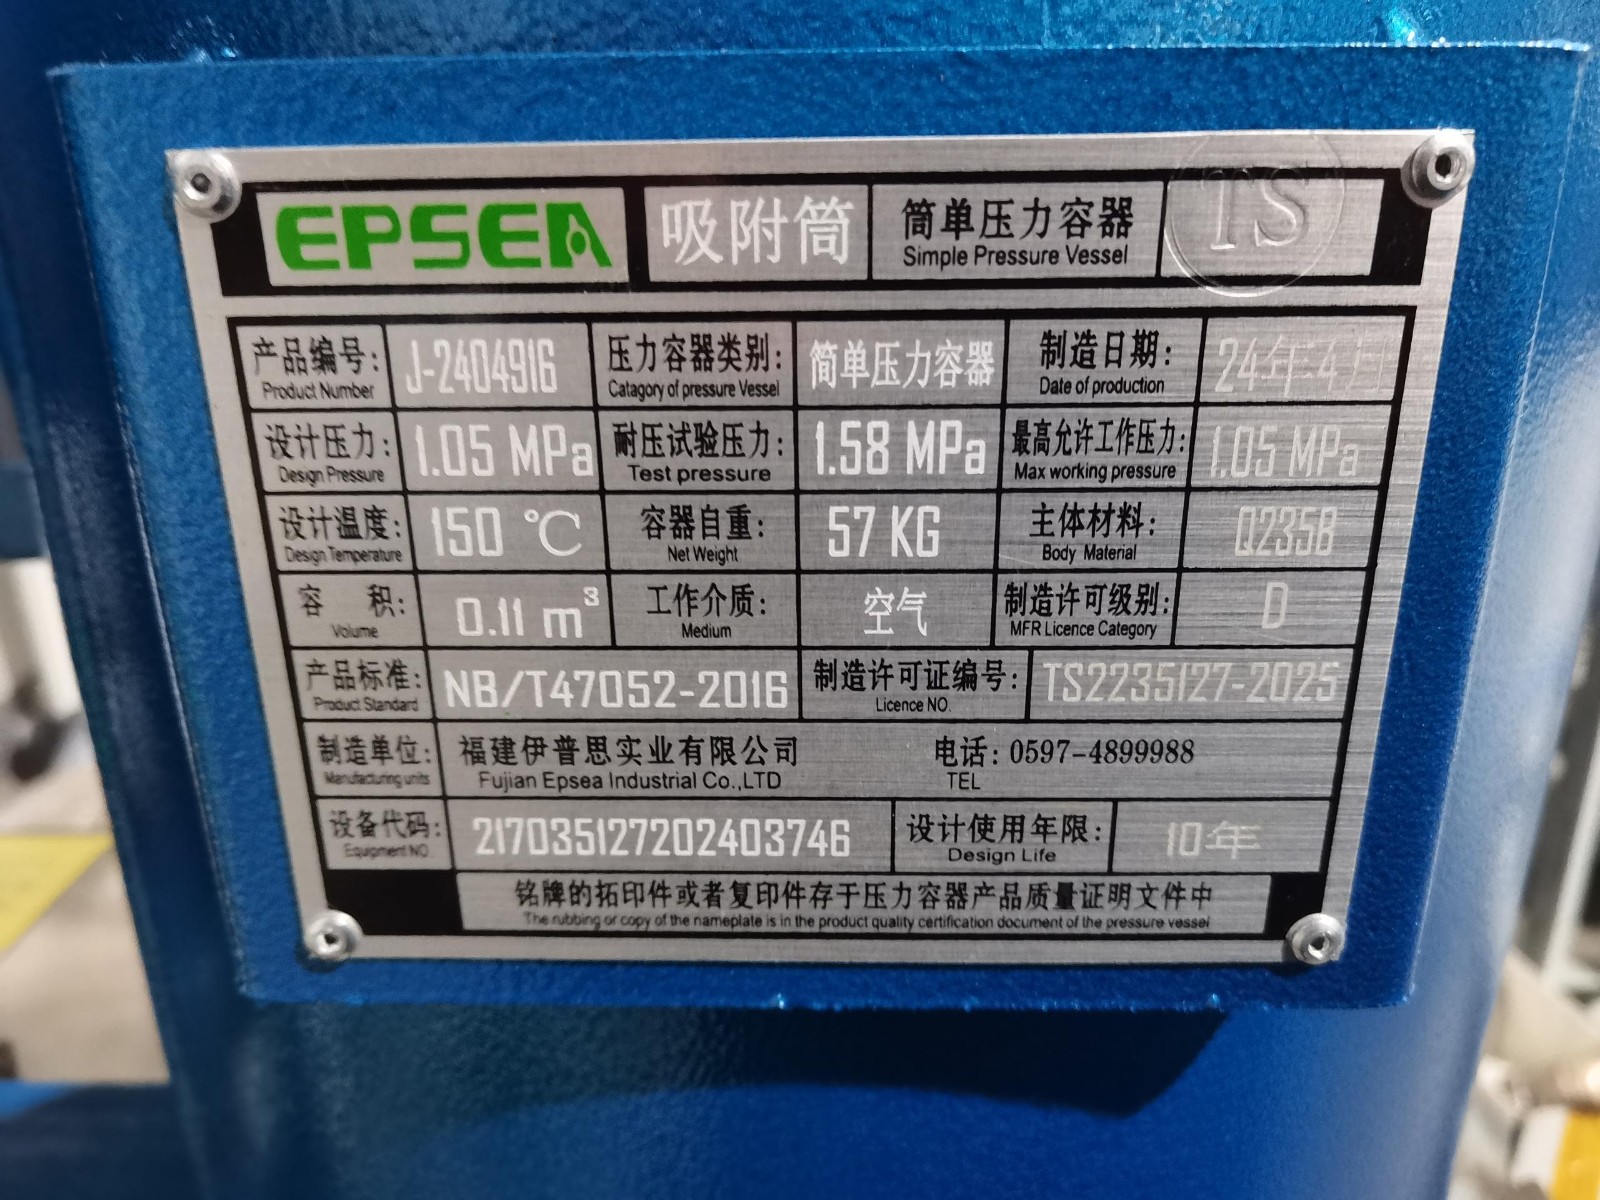 EPSEA 吸附筒 简单压力容器 TS
Simple Pressure Vessel
产品编号: J-2404916 压力容器类别: 简单压力容器 制造日期: 24年4月
Product Number Catagory of pressure Vessel Date of production
设计压力: 1.05 MPa 耐压试验压力: 1.58 MPa 最高允许工作压力: 1.05 MPa
Design Pressure Test pressure Max working pressure
设计温度: 150 ℃ 容器自重: 57 KG 主体材料: Q235B
Design Temperature Net Weight Body Material
容 积: 0.11 m³ 工作介质: 空气 制造许可级别: D
Volume Medium MFR Licence Category
产品标准: NB/T47052-2016 制造许可证编号: TS2235127-2025
Product Standard Licence NO.
制造单位: 福建伊普思实业有限公司 电话: 0597-4899988
Manufacturing units Fujian Epsea Industrial Co.,LTD TEL
设备代码: 217035127202403746 设计使用年限: 10年
Equipment NO Design Life
铭牌的拓印件或者复印件存于压力容器产品质量证明文件中
The rubbing or copy of the nameplate is in the product quality certification document of the pressure vessel